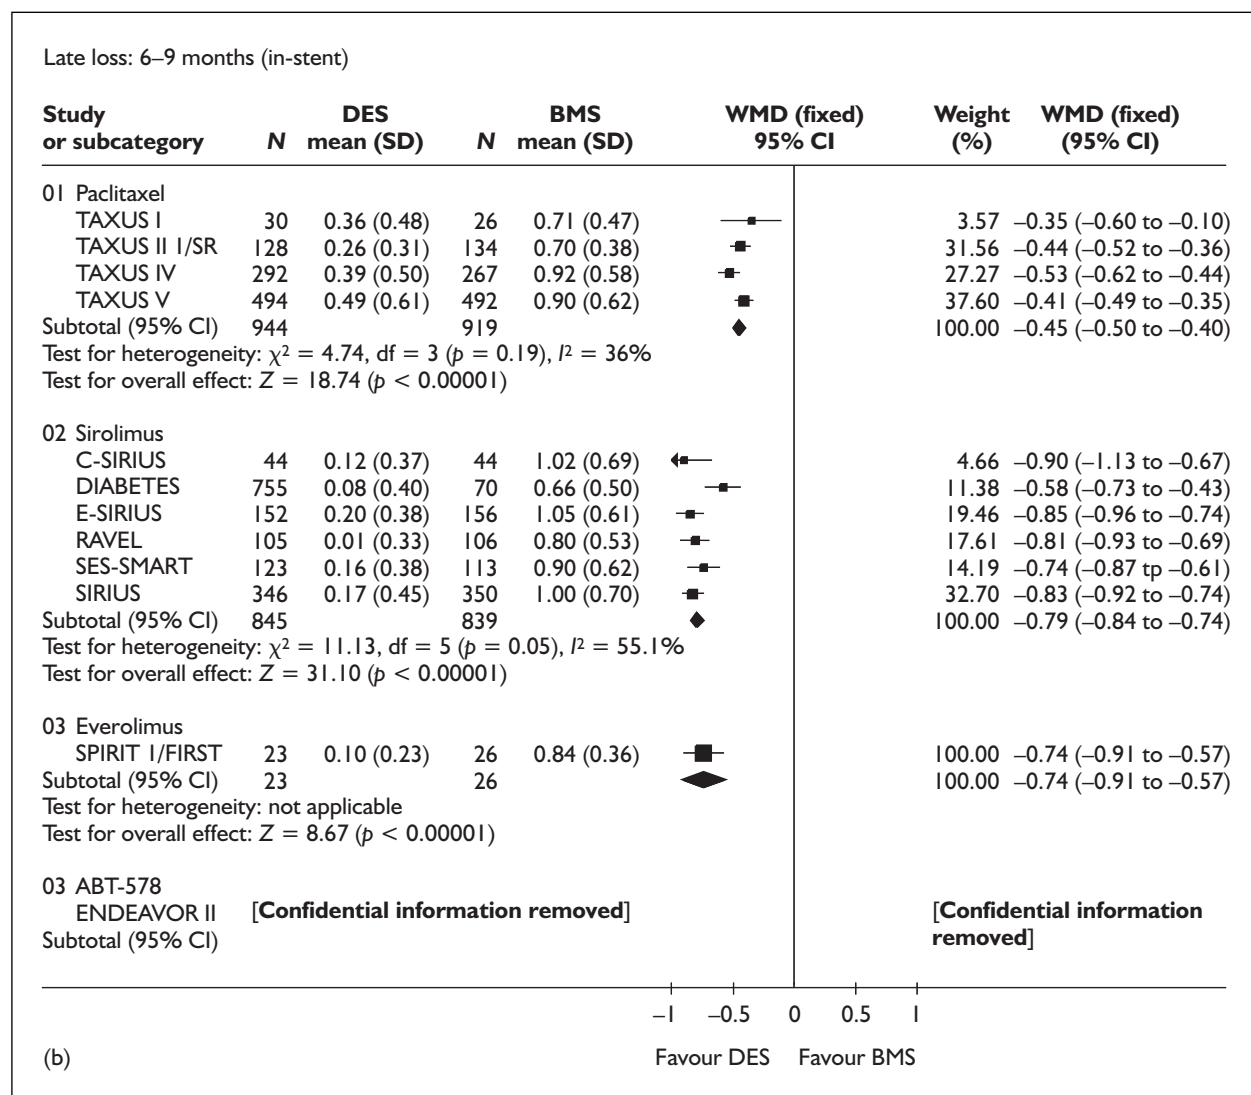 Late loss: 6–9 months (in-stent)
Study DES BMS WMD (fixed) Weight WMD (fixed)
or subcategory N mean (SD) N mean (SD) 95% CI (%) (95% CI)
01 Paclitaxel
TAXUS I 30 0.36 (0.48) 26 0.71 (0.47) 3.57 –0.35 (–0.60 to –0.10)
TAXUS II 1/SR 128 0.26 (0.31) 134 0.70 (0.38) 31.56 –0.44 (–0.52 to –0.36)
TAXUS IV 292 0.39 (0.50) 267 0.92 (0.58) 27.27 –0.53 (–0.62 to –0.44)
TAXUS V 494 0.49 (0.61) 492 0.90 (0.62) 37.60 –0.41 (–0.49 to –0.35)
Subtotal (95% CI) 944 919 100.00 –0.45 (–0.50 to –0.40)
Test for heterogeneity: χ² = 4.74, df = 3 (p = 0.19), I² = 36%
Test for overall effect: Z = 18.74 (p < 0.00001)
02 Sirolimus
C-SIRIUS 44 0.12 (0.37) 44 1.02 (0.69) 4.66 –0.90 (–1.13 to –0.67)
DIABETES 755 0.08 (0.40) 70 0.66 (0.50) 11.38 –0.58 (–0.73 to –0.43)
E-SIRIUS 152 0.20 (0.38) 156 1.05 (0.61) 19.46 –0.85 (–0.96 to –0.74)
RAVEL 105 0.01 (0.33) 106 0.80 (0.53) 17.61 –0.81 (–0.93 to –0.69)
SES-SMART 123 0.16 (0.38) 113 0.90 (0.62) 14.19 –0.74 (–0.87 tp –0.61)
SIRIUS 346 0.17 (0.45) 350 1.00 (0.70) 32.70 –0.83 (–0.92 to –0.74)
Subtotal (95% CI) 845 839 100.00 –0.79 (–0.84 to –0.74)
Test for heterogeneity: χ² = 11.13, df = 5 (p = 0.05), I² = 55.1%
Test for overall effect: Z = 31.10 (p < 0.00001)
03 Everolimus
SPIRIT 1/FIRST 23 0.10 (0.23) 26 0.84 (0.36) 100.00 –0.74 (–0.91 to –0.57)
Subtotal (95% CI) 23 26 100.00 –0.74 (–0.91 to –0.57)
Test for heterogeneity: not applicable
Test for overall effect: Z = 8.67 (p < 0.00001)
03 ABT-578
ENDEAVOR II [Confidential information removed] [Confidential information
Subtotal (95% CI) removed]
–1 –0.5 0 0.5 1
(b) Favour DES Favour BMS